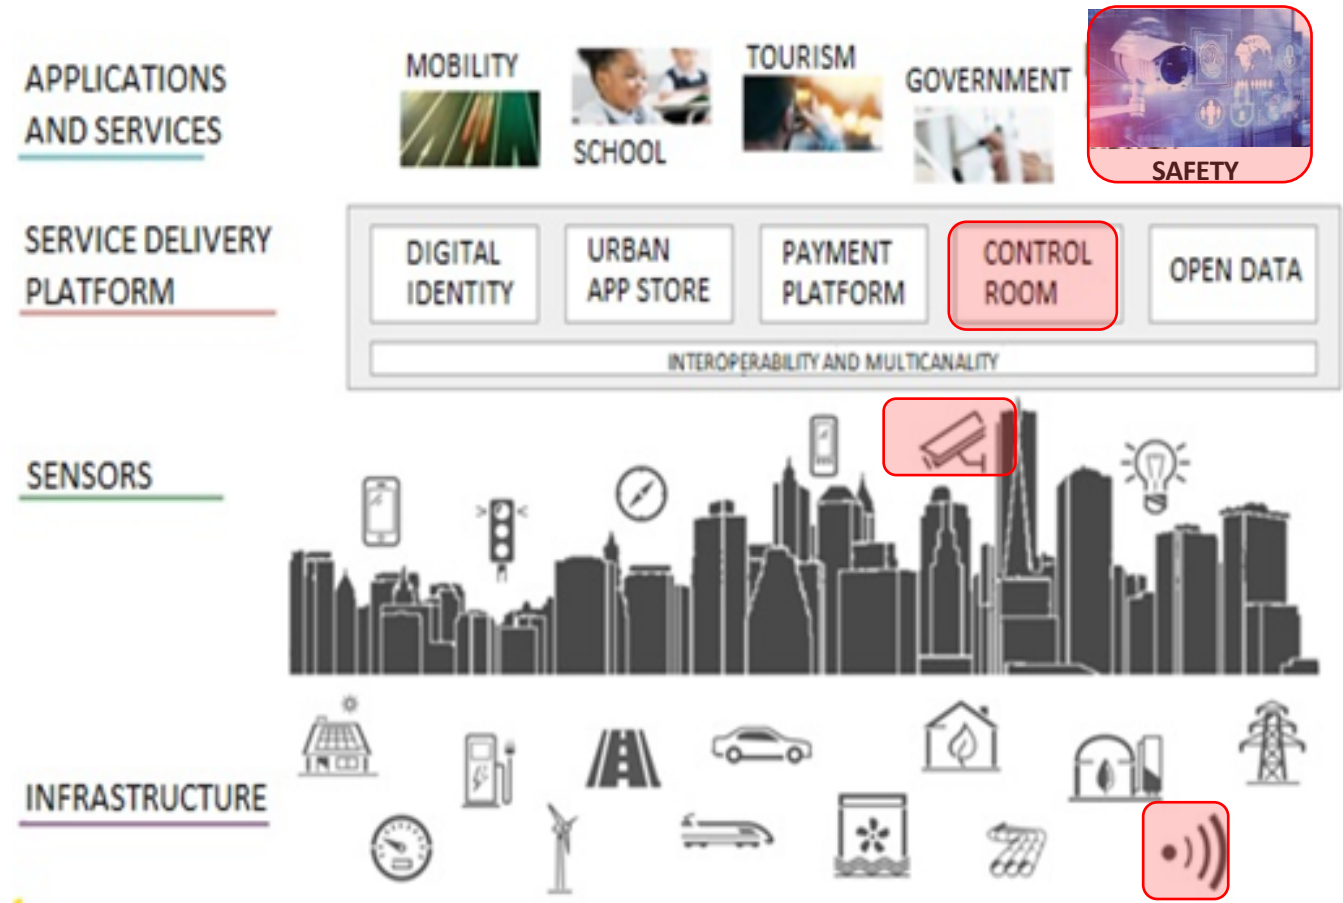 APPLICATIONS
AND SERVICES
MOBILITY
SCHOOL
TOURISM
GOVERNMENT
SAFETY
SERVICE DELIVERY
PLATFORM
DIGITAL
IDENTITY
URBAN
APP STORE
PAYMENT
PLATFORM
CONTROL
ROOM
OPEN DATA
INTEROPERABILITY AND MULTICANALITY
SENSORS
INFRASTRUCTURE